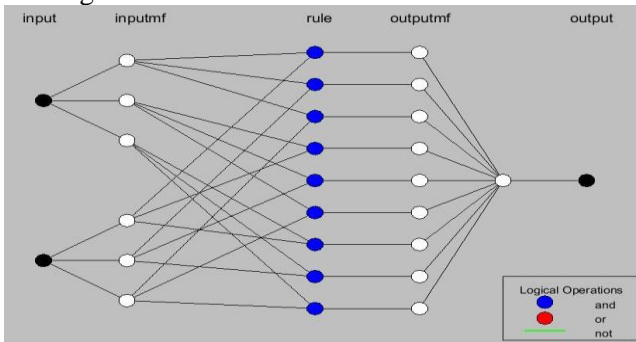 input inputmf rule outputmf output
Logical Operations
and
or
not